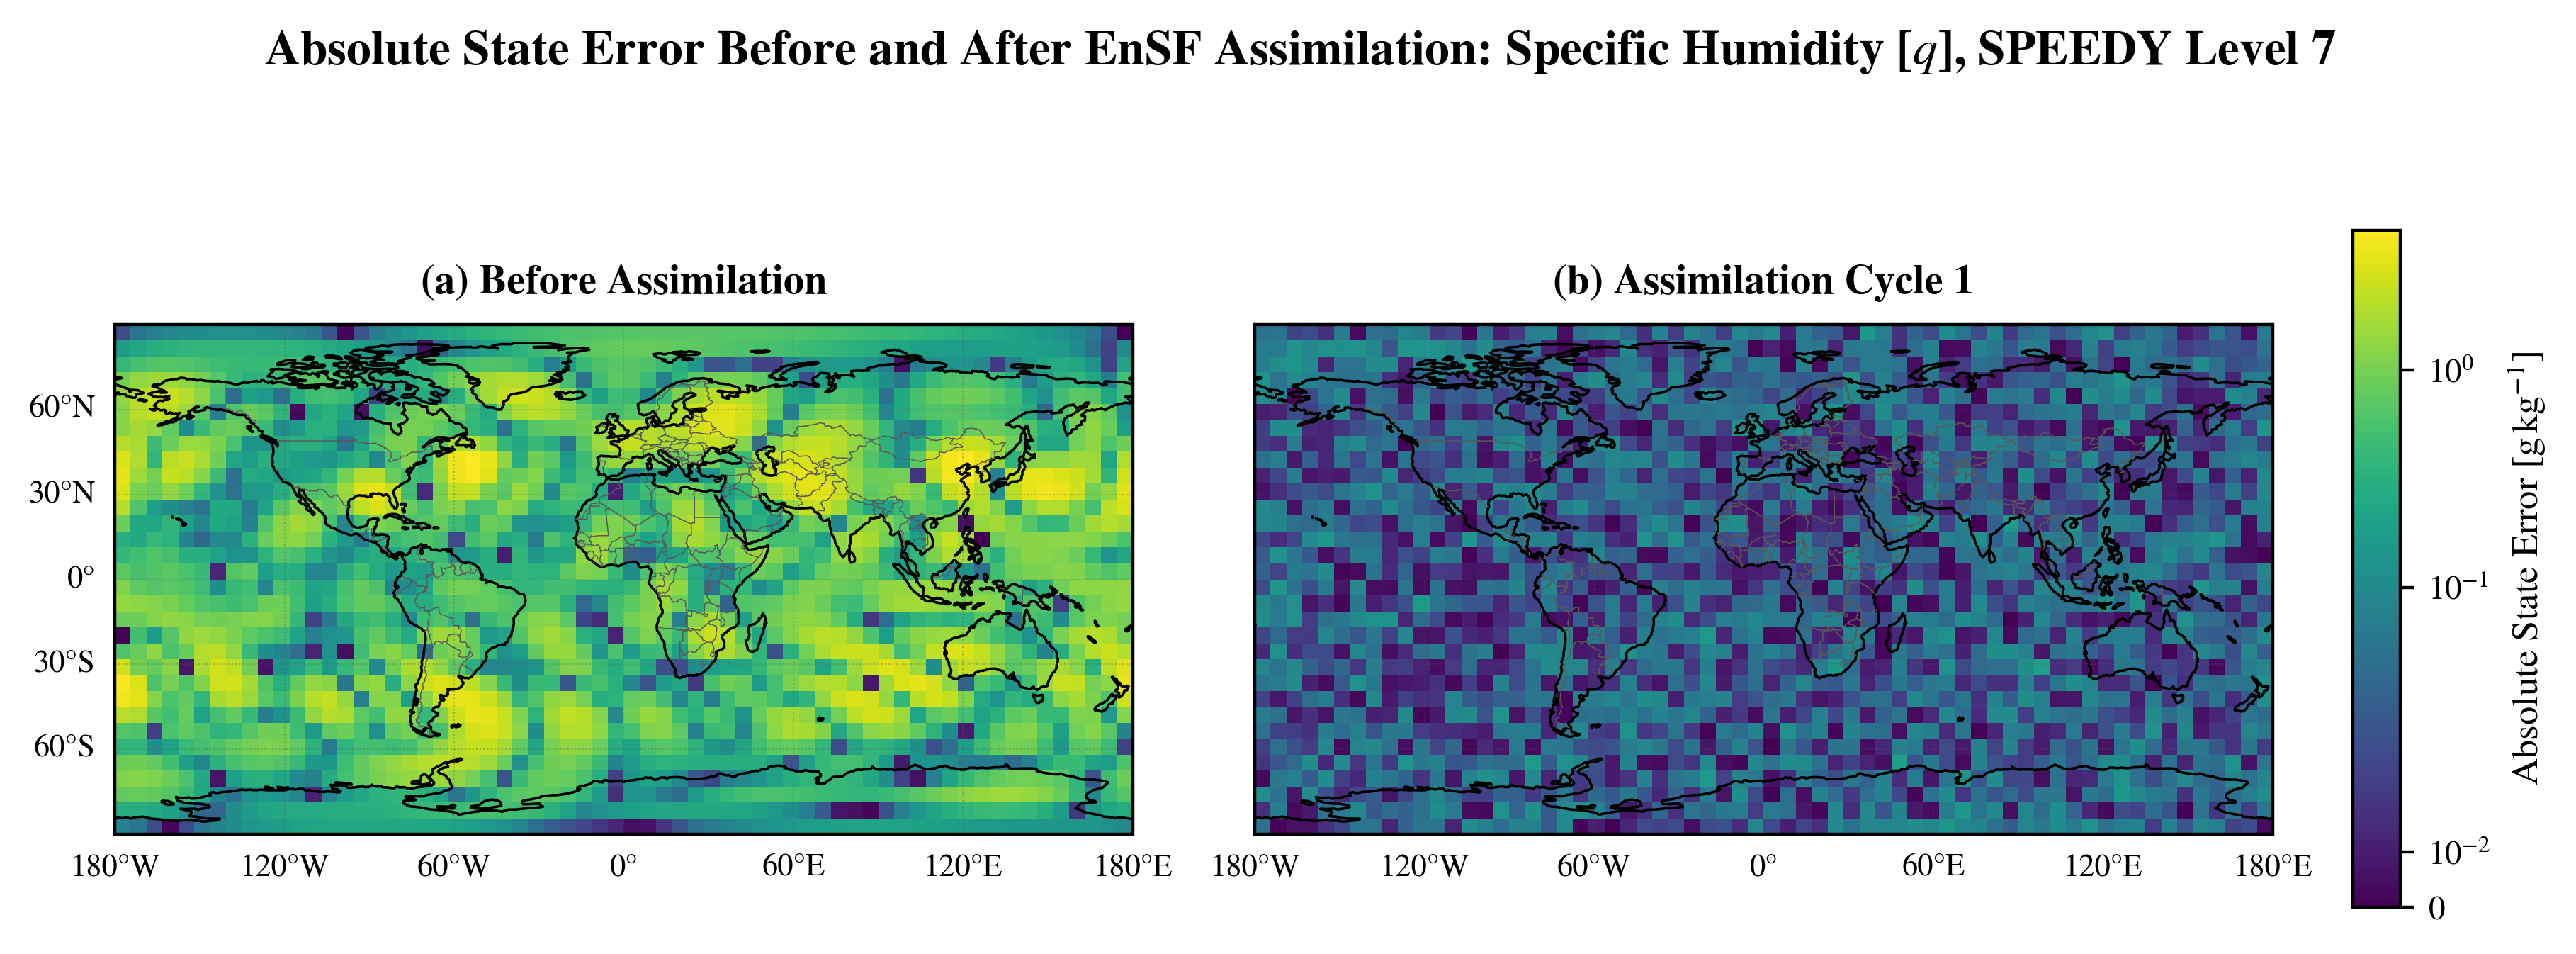 Absolute State Error Before and After EnSF Assimilation: Specific Humidity [q], SPEEDY Level 7
(a) Before Assimilation
(b) Assimilation Cycle 1
60°N
30°N
0°
30°S
60°S
180°W 120°W 60°W 0° 60°E 120°E 180°E
180°W 120°W 60°W 0° 60°E 120°E 180°E
10⁰
10⁻¹
10⁻²
0
Absolute State Error [g kg⁻¹]